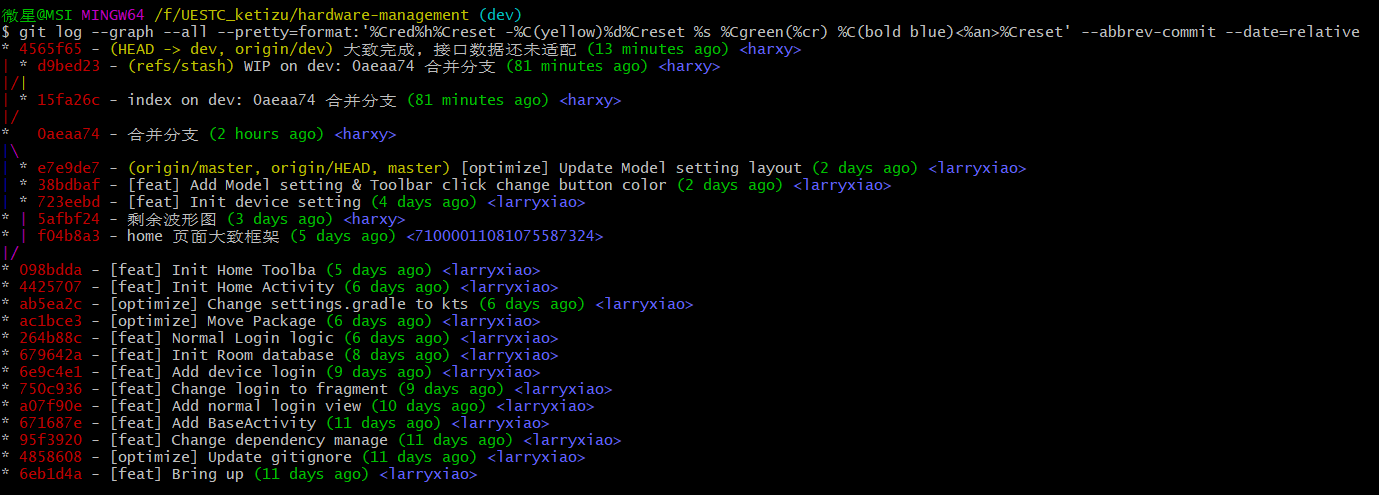 微星@MSI MINGW64 /f/UESTC_ketizu/hardware-management (dev)
$ git log --graph --all --pretty=format:'%Cred%h%Creset -%C(yellow)%d%Creset %s %Cgreen(%cr) %C(bold blue)<%an>%Creset' --abbrev-commit --date=relative
* 4565f65 - (HEAD -> dev, origin/dev) 大致完成，接口数据还未适配 (13 minutes ago) <harxy>
| * d9bed23 - (refs/stash) WIP on dev: 0aeaa74 合并分支 (81 minutes ago) <harxy>
|/|
| * 15fa26c - index on dev: 0aeaa74 合并分支 (81 minutes ago) <harxy>
|/
*   0aeaa74 - 合并分支 (2 hours ago) <harxy>
|\
| * e7e9de7 - (origin/master, origin/HEAD, master) [optimize] Update Model setting layout (2 days ago) <larryxiao>
| * 38bdbaf - [feat] Add Model setting & Toolbar click change button color (2 days ago) <larryxiao>
| * 723eebd - [feat] Init device setting (4 days ago) <larryxiao>
* | 5afbf24 - 剩余波形图 (3 days ago) <harxy>
* | f04b8a3 - home 页面大致框架 (5 days ago) <71000011081075587324>
|/
* 098bdda - [feat] Init Home Toolba (5 days ago) <larryxiao>
* 4425707 - [feat] Init Home Activity (6 days ago) <larryxiao>
* ab5ea2c - [optimize] Change settings.gradle to kts (6 days ago) <larryxiao>
* ac1bce3 - [optimize] Move Package (6 days ago) <larryxiao>
* 264b88c - [feat] Normal Login logic (6 days ago) <larryxiao>
* 679642a - [feat] Init Room database (8 days ago) <larryxiao>
* 6e9c4e1 - [feat] Add device login (9 days ago) <larryxiao>
* 750c936 - [feat] Change login to fragment (9 days ago) <larryxiao>
* a07f90e - [feat] Add normal login view (10 days ago) <larryxiao>
* 671687e - [feat] Add BaseActivity (11 days ago) <larryxiao>
* 95f3920 - [feat] Change dependency manage (11 days ago) <larryxiao>
* 4858608 - [optimize] Update gitignore (11 days ago) <larryxiao>
* 6eb1d4a - [feat] Bring up (11 days ago) <larryxiao>